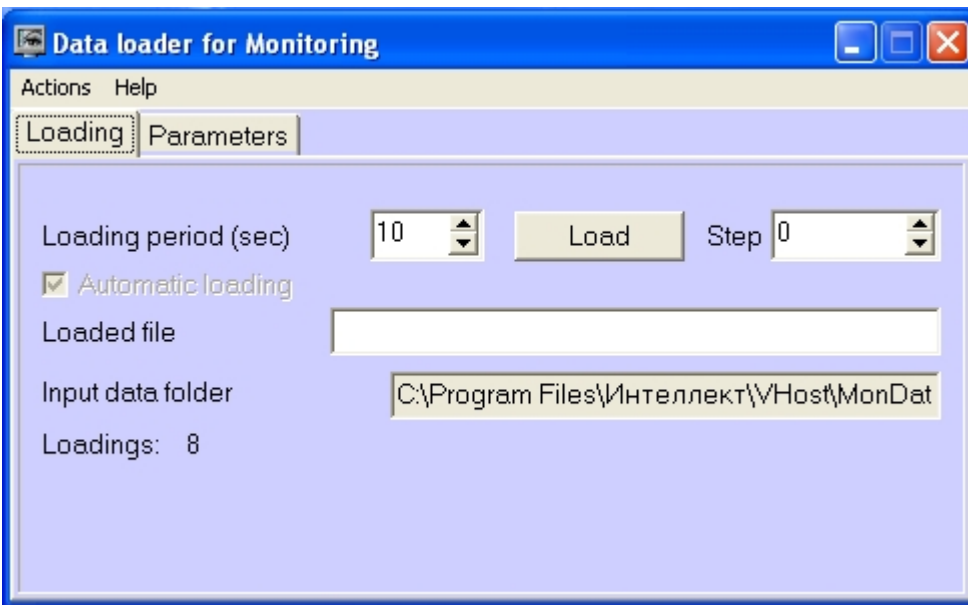 Data loader for Monitoring
Actions Help
Loading Parameters
Loading period (sec) 10 Load Step 0
Automatic loading
Loaded file
Input data folder C:\Program Files\Интеллект\VHost\MonDat
Loadings: 8